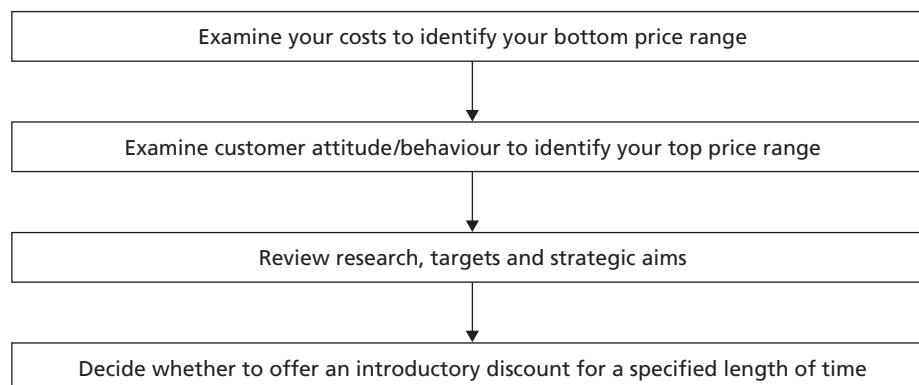 Examine your costs to identify your bottom price range
Examine customer attitude/behaviour to identify your top price range
Review research, targets and strategic aims
Decide whether to offer an introductory discount for a specified length of time